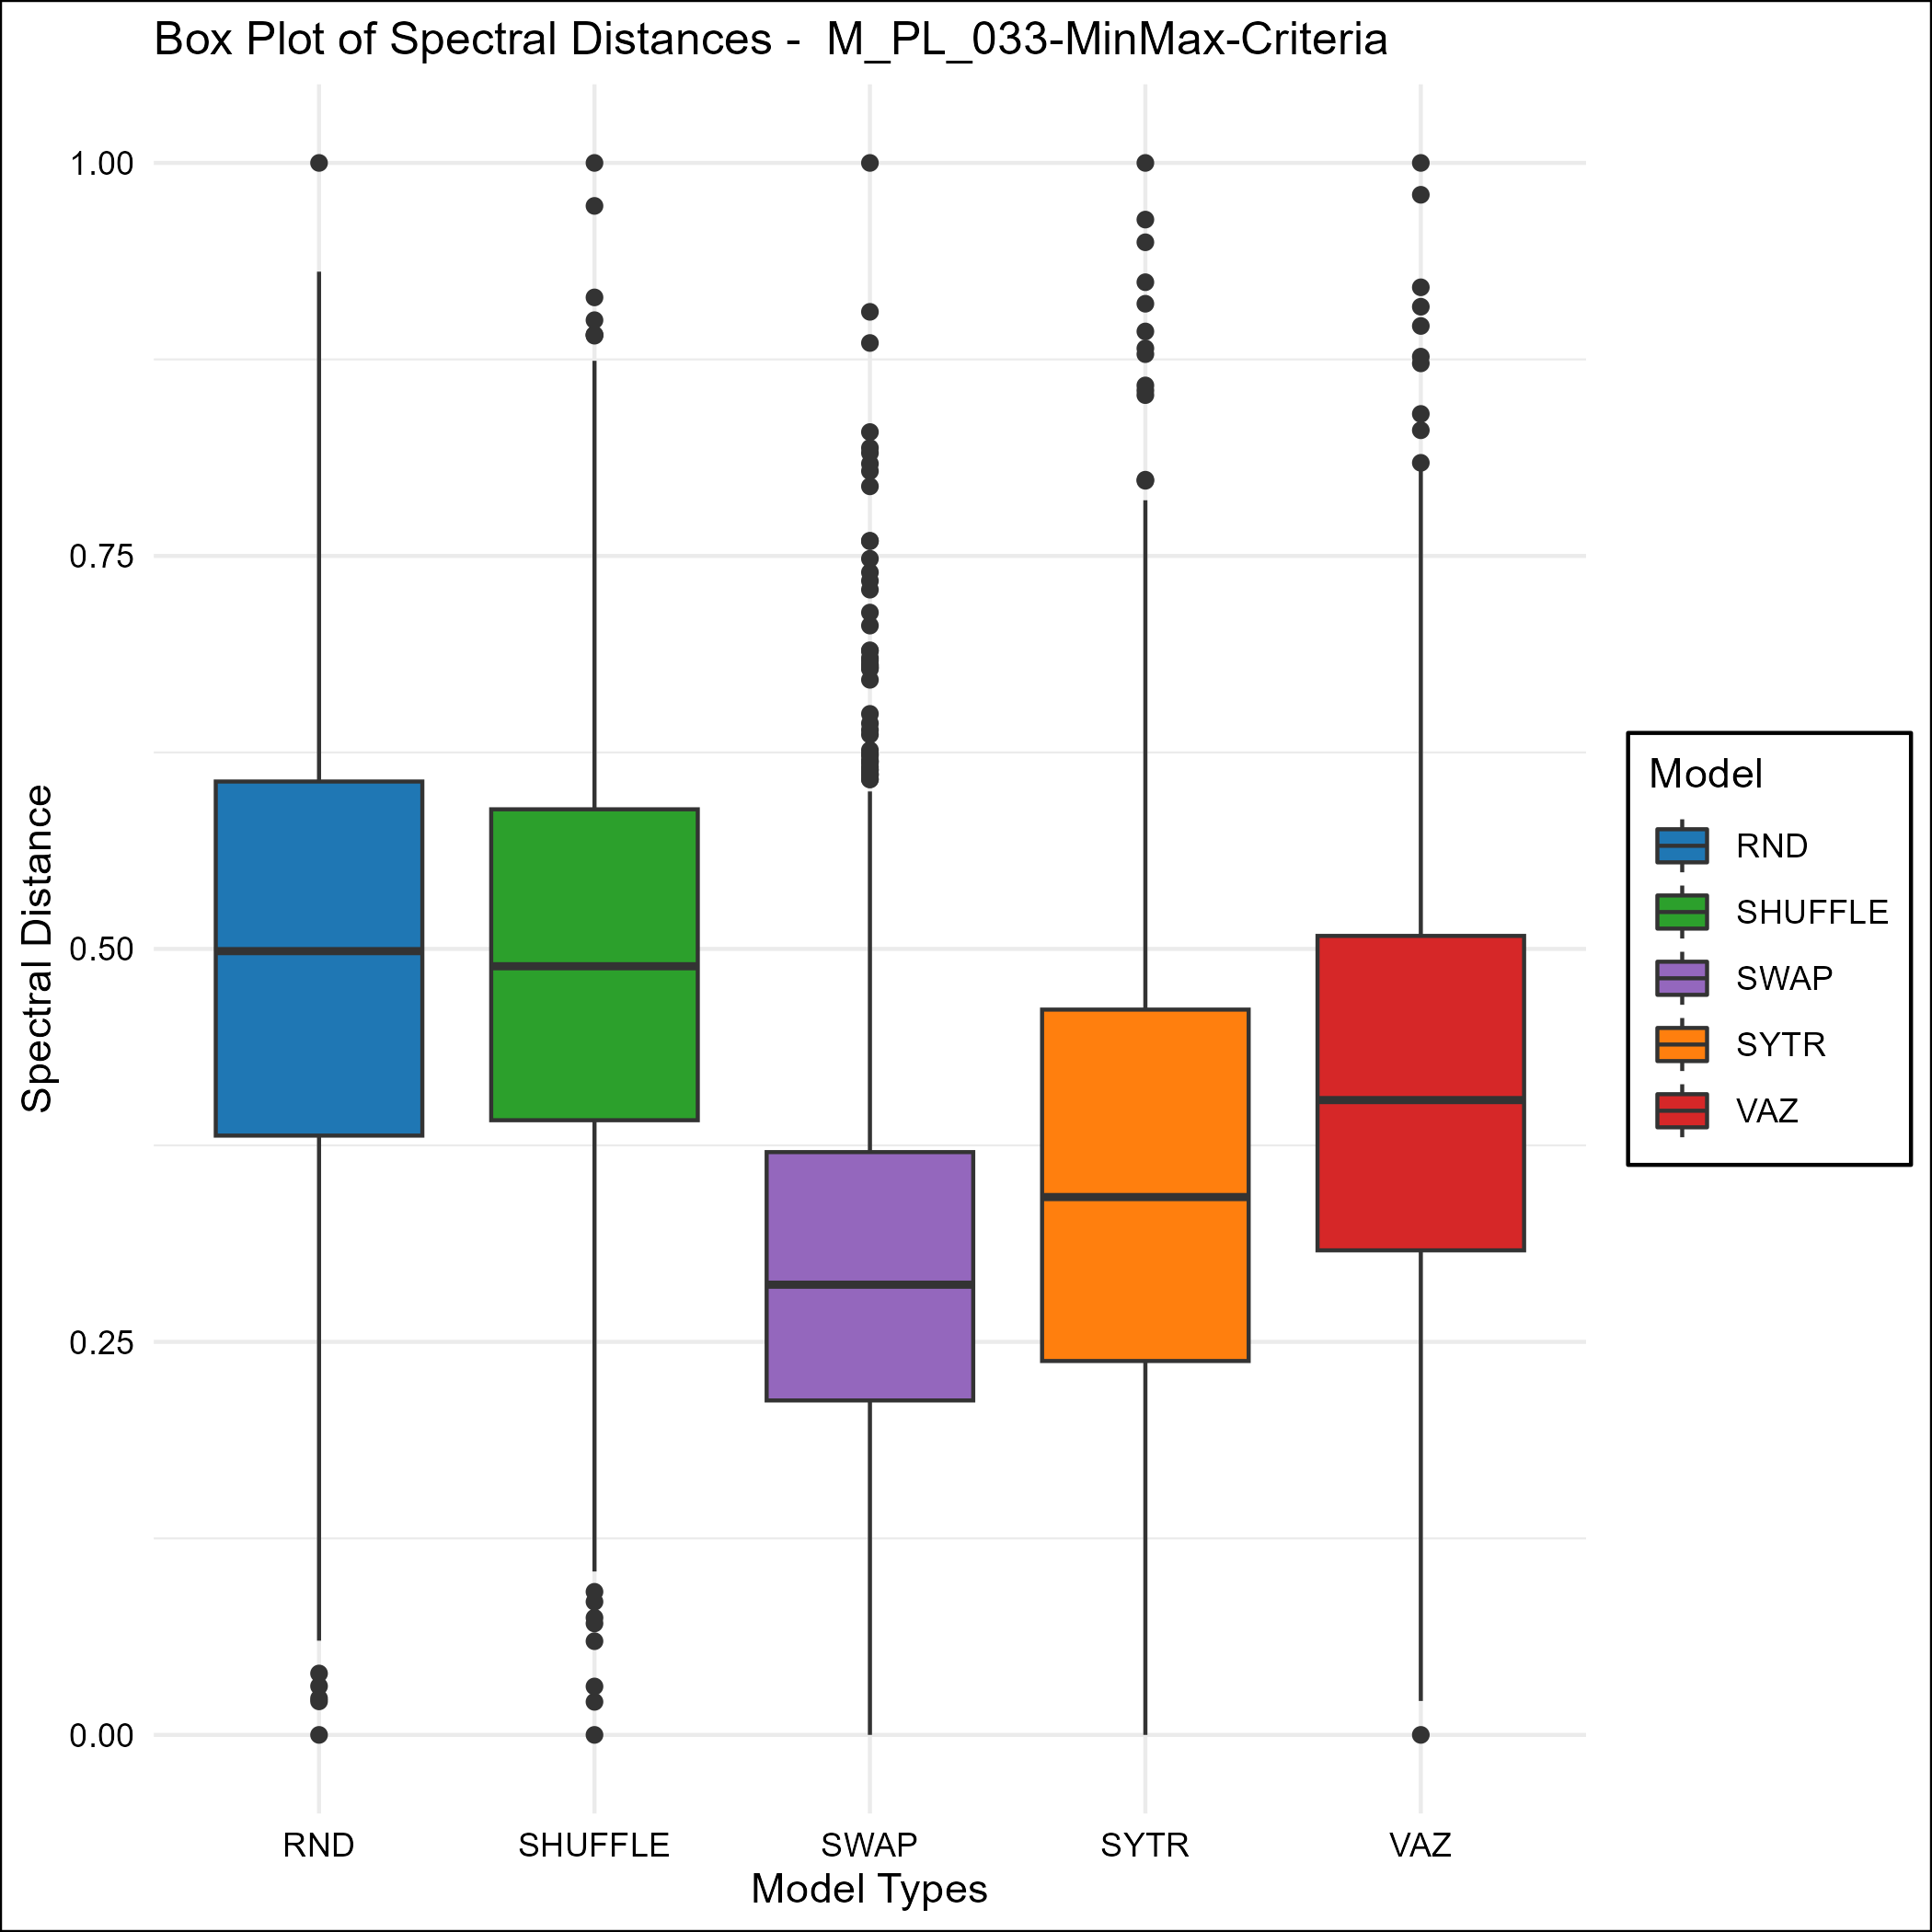 Box Plot of Spectral Distances -  M_PL_033-MinMax-Criteria
1.00
0.75
0.50
0.25
0.00
Spectral Distance
RND
SHUFFLE
SWAP
SYTR
VAZ
Model Types
Model
RND
SHUFFLE
SWAP
SYTR
VAZ